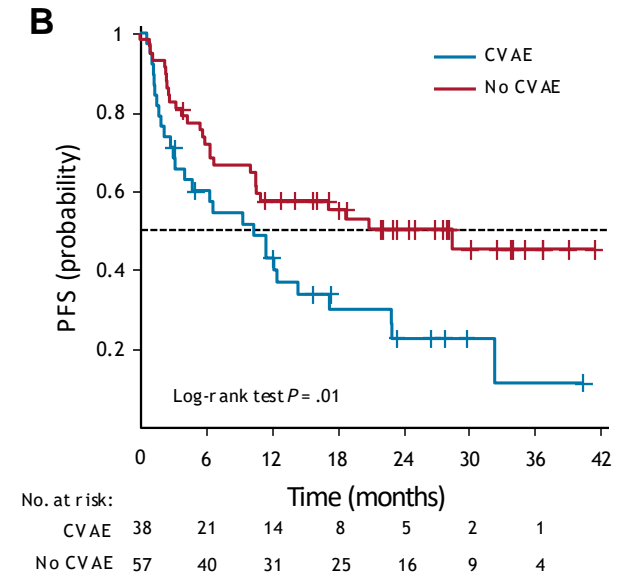 B
1
CVAE
No CVAE
0.8
0.6
0.4
0.2
PFS (probability)
Log-rank test P = .01
0 6 12 18 24 30 36 42
Time (months)
No. at risk:
CVAE 38 21 14 8 5 2 1
No CVAE 57 40 31 25 16 9 4